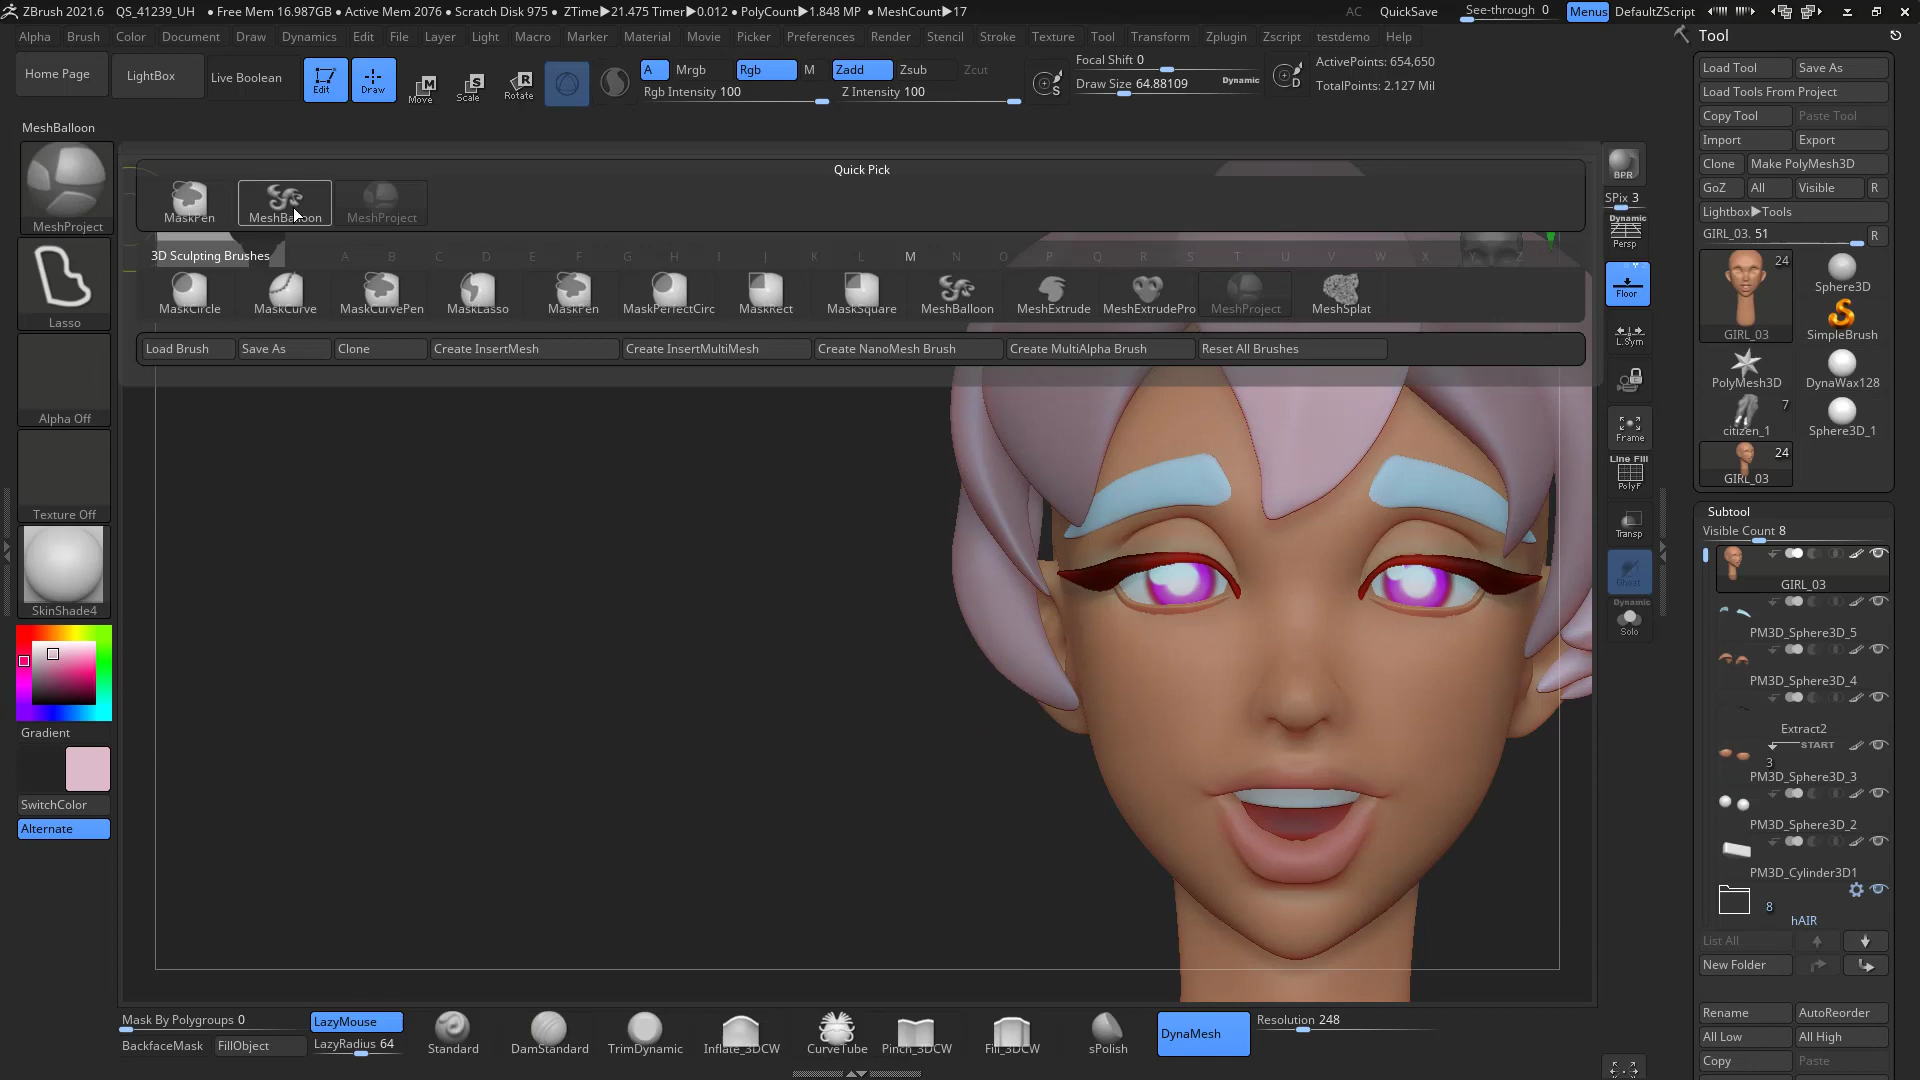 ZBrush 2021.6 QS_41239_UH • Free Mem 16.987GB • Active Mem 2076 • Scratch Disk 975 • ZTime▶21.475 Timer▶0.012 • PolyCount▶1.848 MP • MeshCount▶17 AC QuickSave See-through 0 Menus DefaultZScript
Alpha Brush Color Document Draw Dynamics Edit File Layer Light Macro Marker Material Movie Picker Preferences Render Stencil Stroke Texture Tool Transform Zplugin Zscript testdemo Help
Home Page LightBox Live Boolean Edit Draw Move Scale Rotate
A Mrgb Rgb M Zadd Zsub Zcut
Rgb Intensity 100 Z Intensity 100
S Focal Shift 0
Draw Size 64.88109 Dynamic
D ActivePoints: 654,650
TotalPoints: 2.127 Mil
MeshBalloon
MeshProject
Lasso
Alpha Off
Texture Off
SkinShade4
Gradient
SwitchColor
Alternate
Quick Pick
MaskPen MeshBalloon MeshProject
3D Sculpting Brushes A B C D E F G H I J K L M N O P Q R S T U V W X Y Z
MaskCircle MaskCurve MaskCurvePen MaskLasso MaskPen MaskPerfectCirc MaskRect MaskSquare MeshBalloon MeshExtrude MeshExtrudePro MeshProject MeshSplat
Load Brush Save As Clone Create InsertMesh Create InsertMultiMesh Create NanoMesh Brush Create MultiAlpha Brush Reset All Brushes
BPR
SPix 3
Dynamic
Persp
Floor
L.Sym
Frame
Line Fill
PolyF
Transp
Ghost
Dynamic
Solo
Tool
Load Tool Save As
Load Tools From Project
Copy Tool Paste Tool
Import Export
Clone Make PolyMesh3D
GoZ All Visible R
Lightbox▶Tools
GIRL_03. 51 R
24
GIRL_03
Sphere3D
SimpleBrush
PolyMesh3D DynaWax128
7
citizen_1 Sphere3D_1
24
GIRL_03
Subtool
Visible Count 8
GIRL_03
PM3D_Sphere3D_5
PM3D_Sphere3D_4
Extract2
START
3
PM3D_Sphere3D_3
PM3D_Sphere3D_2
PM3D_Cylinder3D1
8
hAIR
List All
New Folder
Rename AutoReorder
All Low All High
Copy Paste
Mask By Polygroups 0 LazyMouse
BackfaceMask FillObject LazyRadius 64
Standard DamStandard TrimDynamic Inflate_3DCW CurveTube Pinch_3DCW Fill_3DCW sPolish
DynaMesh Resolution 248